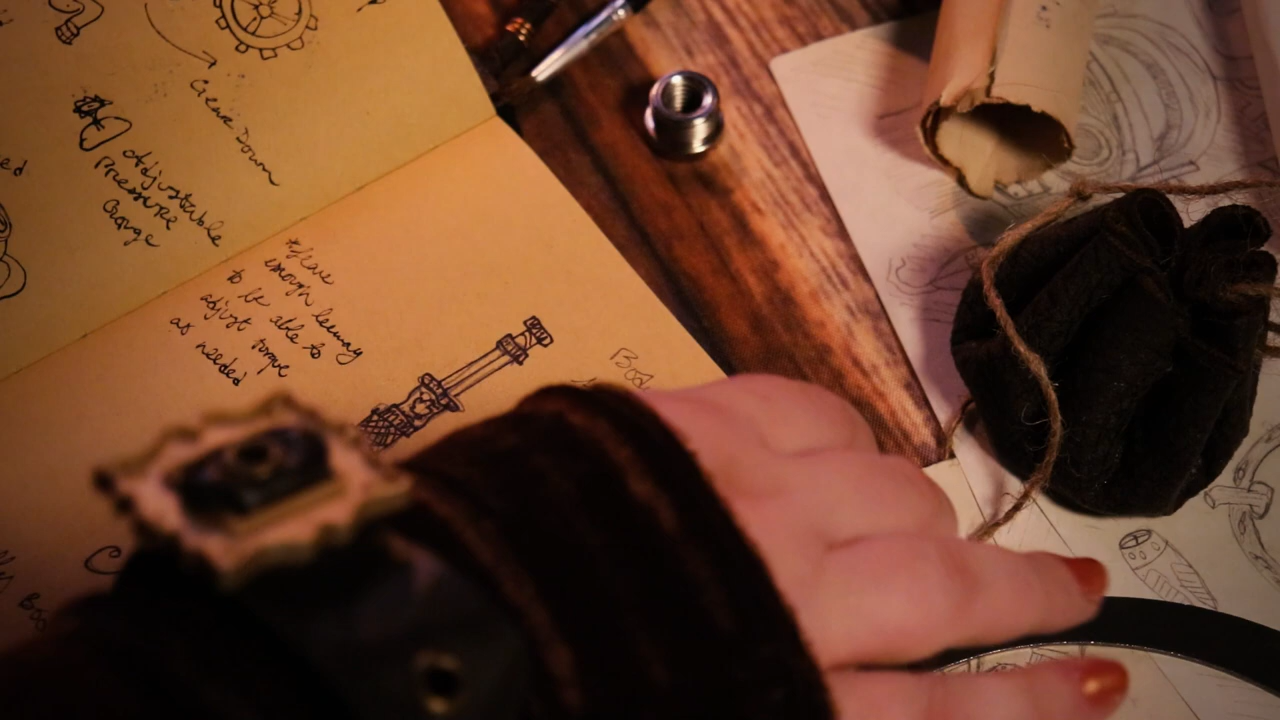 Gear Down
Adjustable
Pressure
Gauge
*Leave
enough leeway
to be able to
adjust torque
as needed